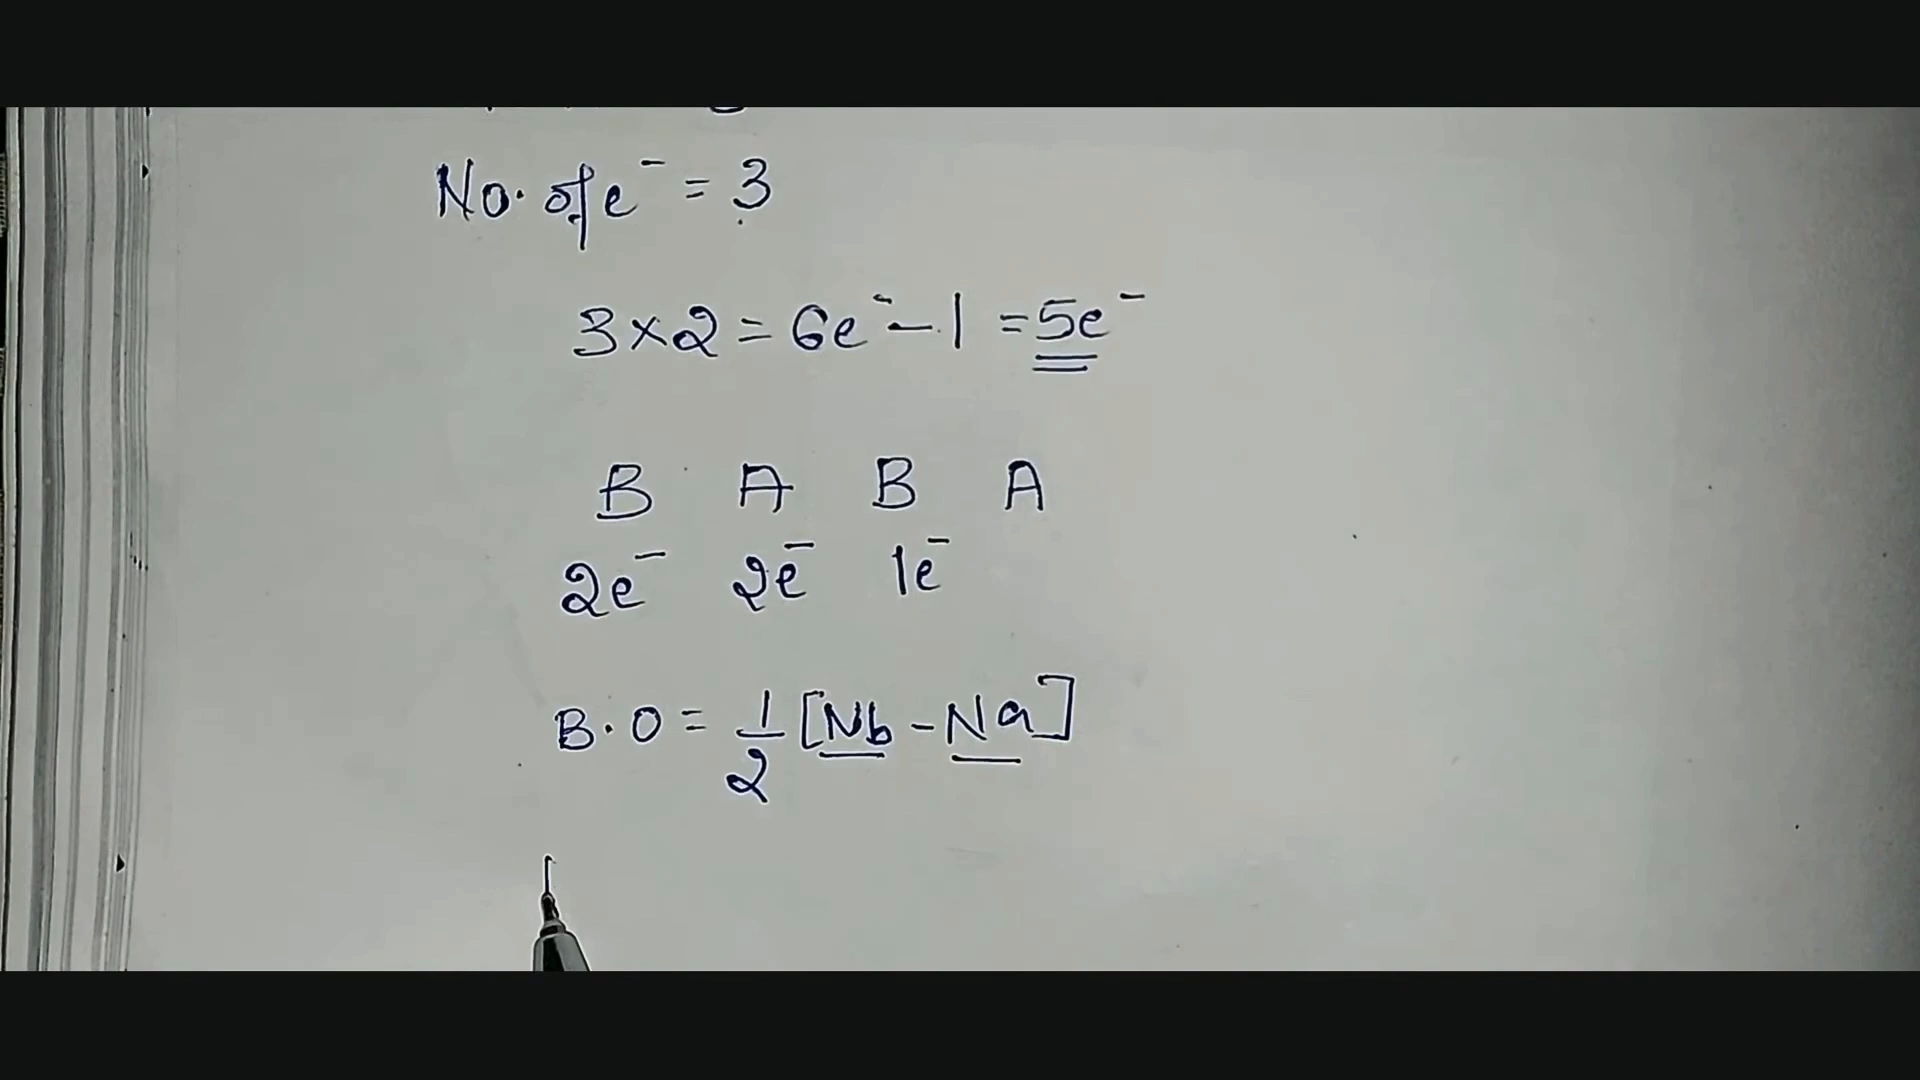 No. of e⁻ = 3
3 × 2 = 6e⁻ - 1 = 5e⁻
B A B A
2e⁻ 2e⁻ 1e⁻
B.O = 1/2 [Nb - Na]